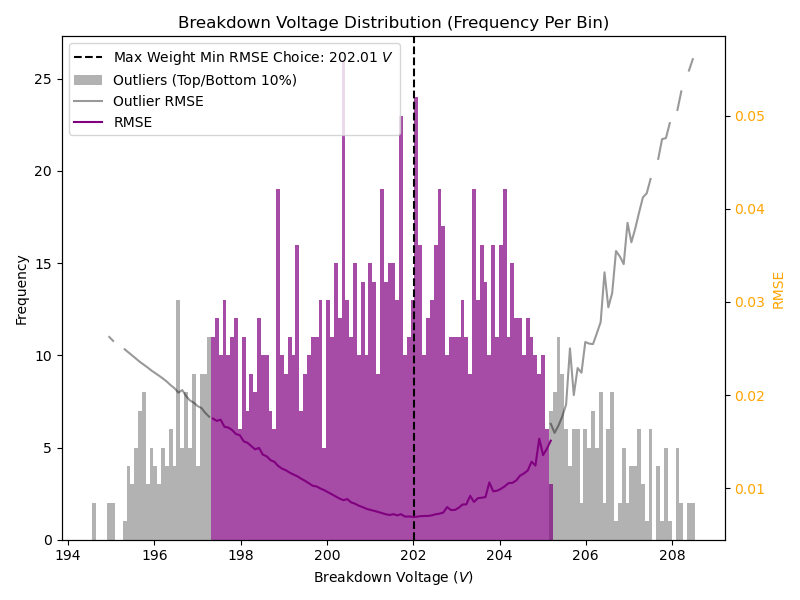 Breakdown Voltage Distribution (Frequency Per Bin)
Max Weight Min RMSE Choice: 202.01 V
Outliers (Top/Bottom 10%)
Outlier RMSE
RMSE
Frequency
25
20
15
10
5
0
0.05
0.04
0.03
0.02
0.01
RMSE
194 196 198 200 202 204 206 208
Breakdown Voltage (V)